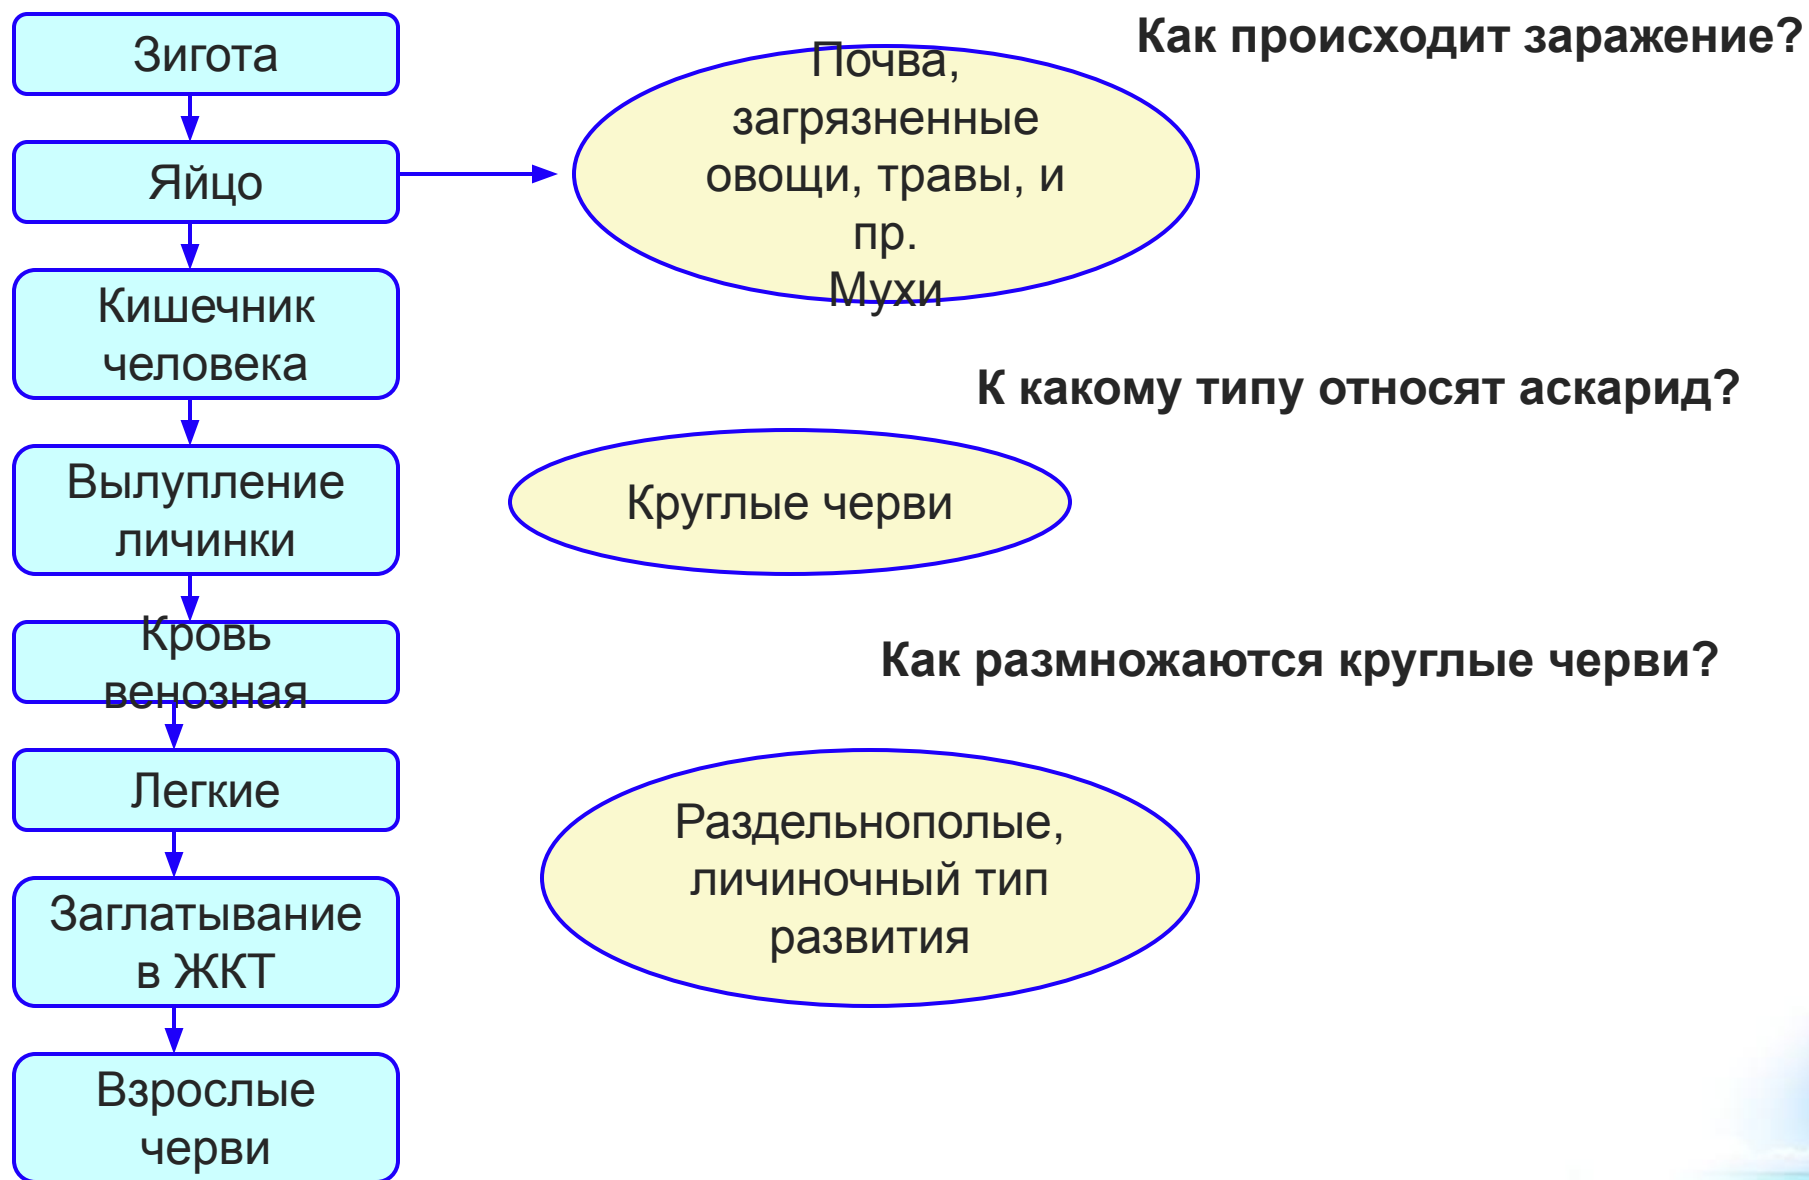 Зигота
Яйцо
Кишечник
человека
Вылупление
личинки
Кровь
венозная
Легкие
Заглатывание
в ЖКТ
Взрослые
черви
Как происходит заражение?
Почва,
загрязненные
овощи, травы, и
пр.
Мухи
К какому типу относят аскарид?
Круглые черви
Как размножаются круглые черви?
Раздельнополые,
личиночный тип
развития